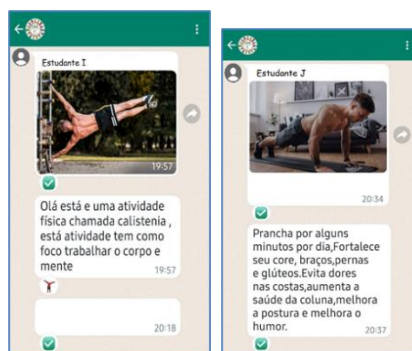 Estudante I
19:57
Olá está e uma atividade
física chamada calistenia ,
está atividade tem como
foco trabalhar o corpo e
mente
19:57
20:18
Estudante J
20:34
Prancha por alguns
minutos por dia,Fortalece
seu core, braços,pernas
e glúteos.Evita dores
nas costas,aumenta a
saúde da coluna,melhora
a postura e melhora o
humor.
20:37